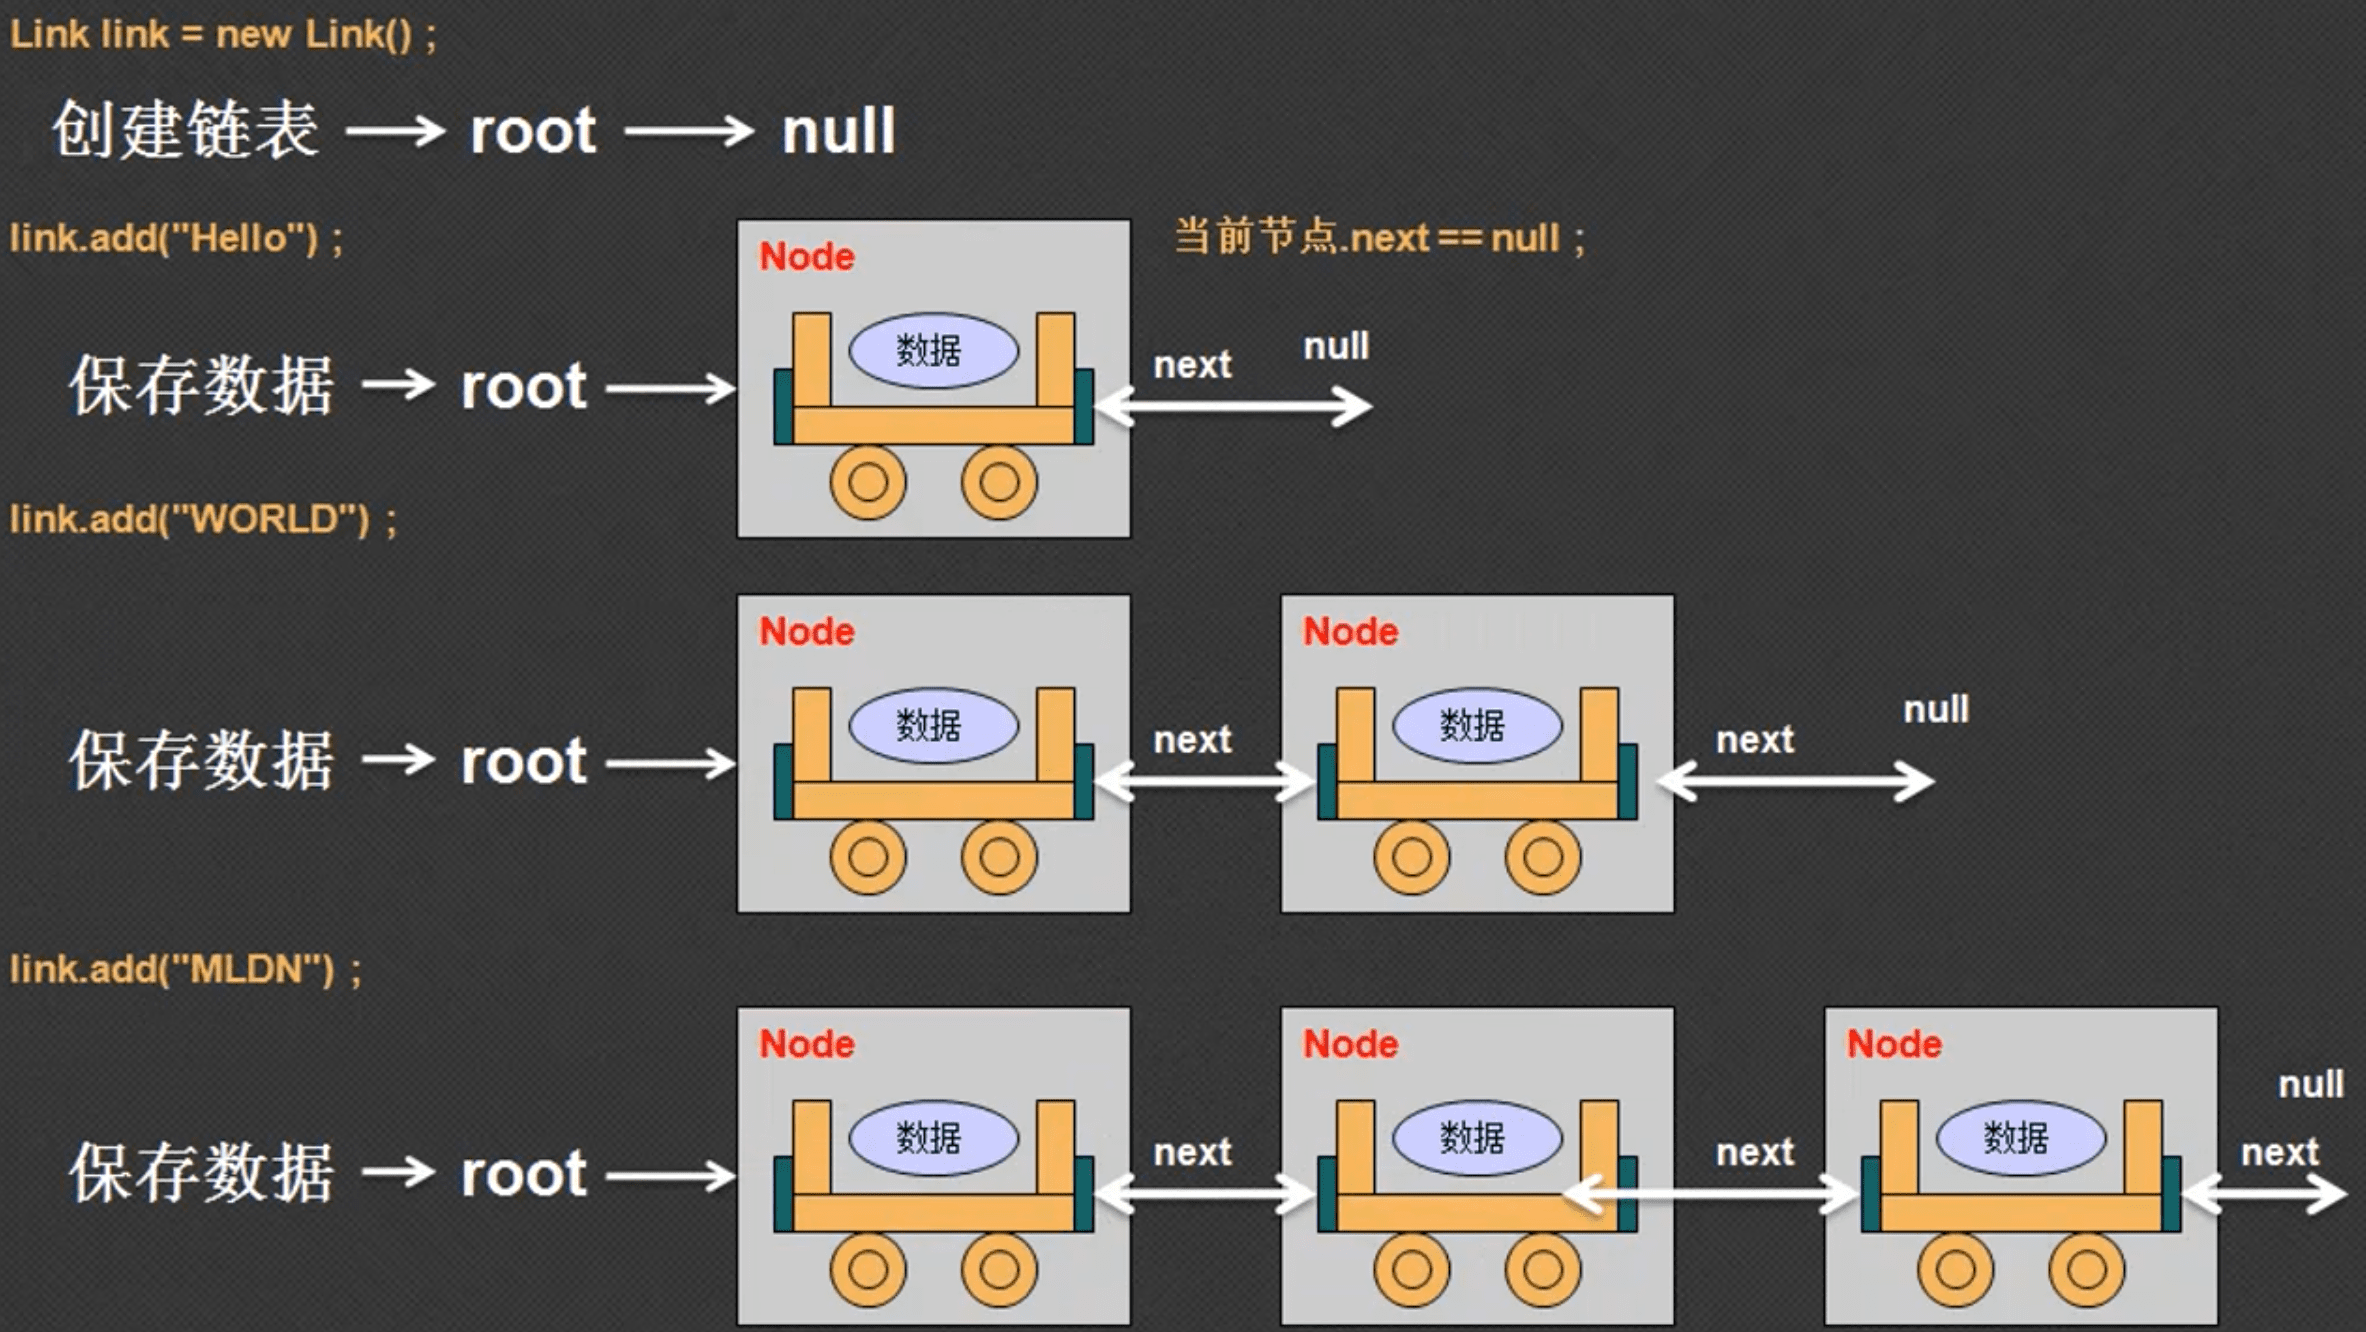 Link link = new Link() ;
创建链表 root null
link.add("Hello") ;
当前节点.next == null ;
Node
数据
next
null
保存数据 root
link.add("WORLD") ;
Node
数据
next
Node
数据
next
null
保存数据 root
link.add("MLDN") ;
Node
数据
next
Node
数据
next
Node
数据
null
next
保存数据 root